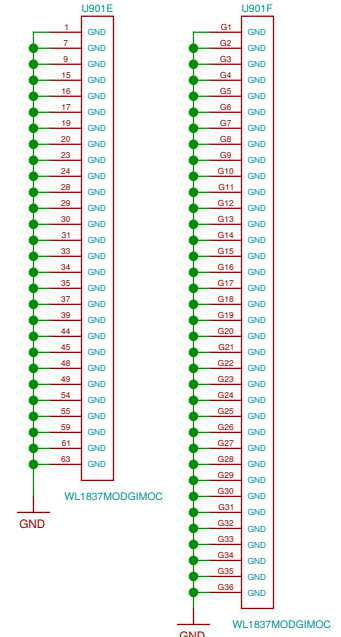 U901E
1 GND
7 GND
9 GND
15 GND
16 GND
17 GND
19 GND
20 GND
23 GND
24 GND
28 GND
29 GND
30 GND
31 GND
33 GND
34 GND
35 GND
37 GND
39 GND
44 GND
45 GND
48 GND
49 GND
54 GND
55 GND
59 GND
61 GND
63 GND
WL1837MODGIMOC
GND
U901F
G1 GND
G2 GND
G3 GND
G4 GND
G5 GND
G6 GND
G7 GND
G8 GND
G9 GND
G10 GND
G11 GND
G12 GND
G13 GND
G14 GND
G15 GND
G16 GND
G17 GND
G18 GND
G19 GND
G20 GND
G21 GND
G22 GND
G23 GND
G24 GND
G25 GND
G26 GND
G27 GND
G28 GND
G29 GND
G30 GND
G31 GND
G32 GND
G33 GND
G34 GND
G35 GND
G36 GND
WL1837MODGIMOC
GND